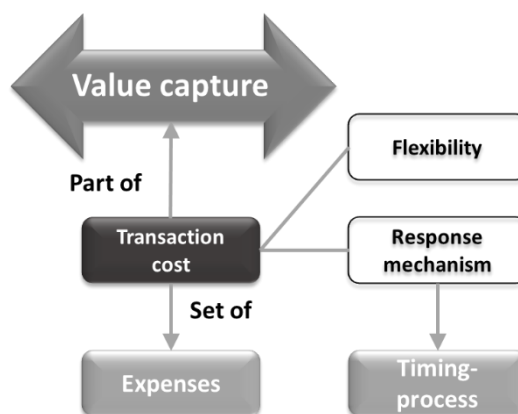 Value capture
Flexibility
Part of
Transaction
cost
Response
mechanism
Set of
Expenses
Timing-
process